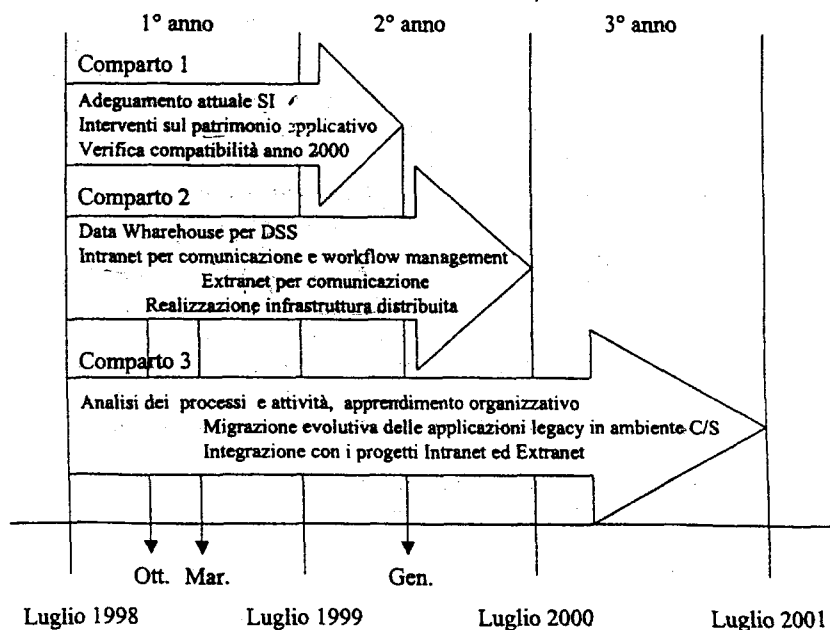 1° anno 2° anno 3° anno
Comparto 1
Adeguamento attuale SI
Interventi sul patrimonio applicativo
Verifica compatibilità anno 2000
Comparto 2
Data Wharehouse per DSS
Intranet per comunicazione e workflow management
Extranet per comunicazione
Realizzazione infrastruttura distribuita
Comparto 3
Analisi dei processi e attività, apprendimento organizzativo
Migrazione evolutiva delle applicazioni legacy in ambiente C/S
Integrazione con i progetti Intranet ed Extranet
Ott. Mar. Gen.
Luglio 1998 Luglio 1999 Luglio 2000 Luglio 2001